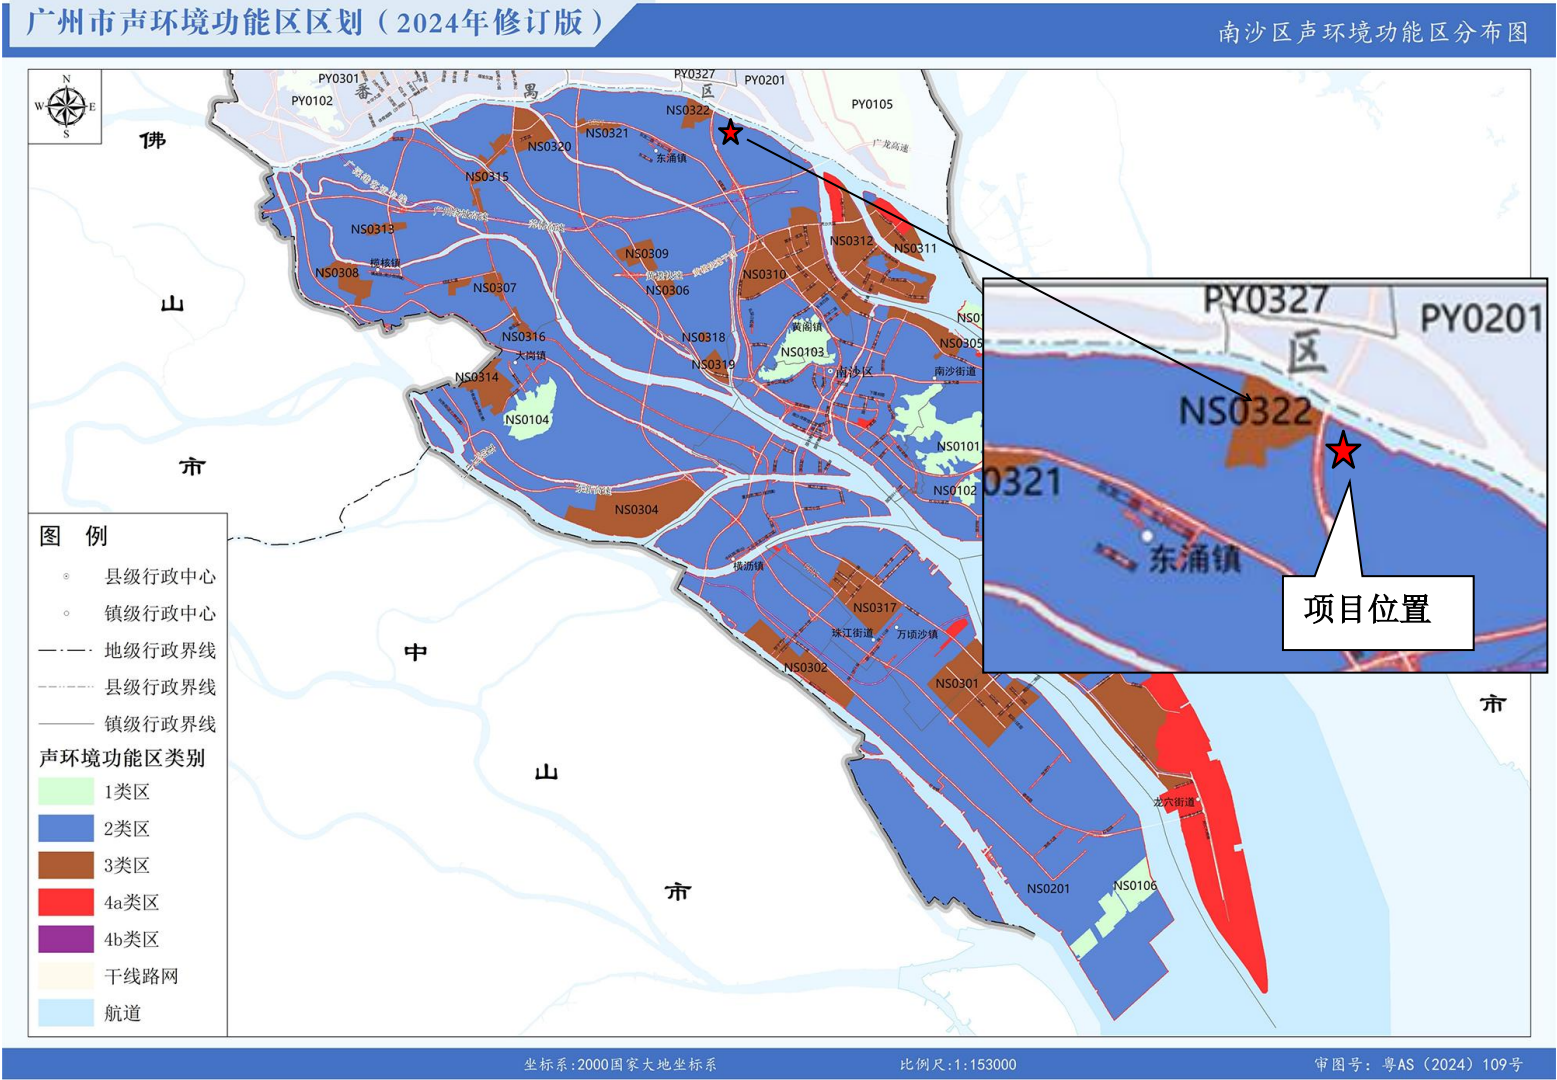 广州市声环境功能区区划（2024年修订版）
南沙区声环境功能区分布图
N
W
E
S
PY0301
PY0102
番
禺
区
PY0327
PY0201
PY0105
广龙高速
佛
山
市
中
山
市
市
NS0322
NS0321
NS0320
东涌镇
NS0315
NS0313
榄核镇
NS0308
NS0307
NS0309
NS0306
NS0310
NS0312
NS0311
NS0316
大岗镇
NS0314
NS0104
NS0318
NS0319
黄阁镇
NS0103
南沙区
NS0305
南沙街道
NS0101
NS0102
NS0304
横沥镇
NS0317
珠江街道
万顷沙镇
NS0302
NS0301
龙穴街道
NS0201
NS0106
PY0327
区
PY0201
NS0322
0321
东涌镇
项目位置
图 例
县级行政中心
镇级行政中心
地级行政界线
县级行政界线
镇级行政界线
声环境功能区类别
1类区
2类区
3类区
4a类区
4b类区
干线路网
航道
坐标系:2000国家大地坐标系
比例尺:1:153000
审图号：粤AS（2024）109号